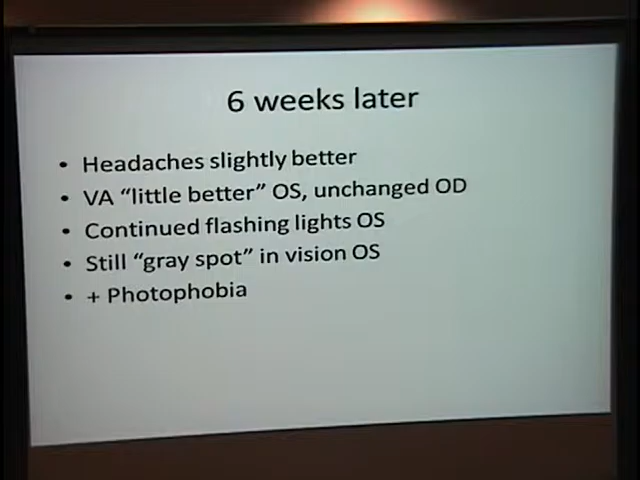 6 weeks later
• Headaches slightly better
• VA “little better” OS, unchanged OD
• Continued flashing lights OS
• Still “gray spot” in vision OS
• + Photophobia